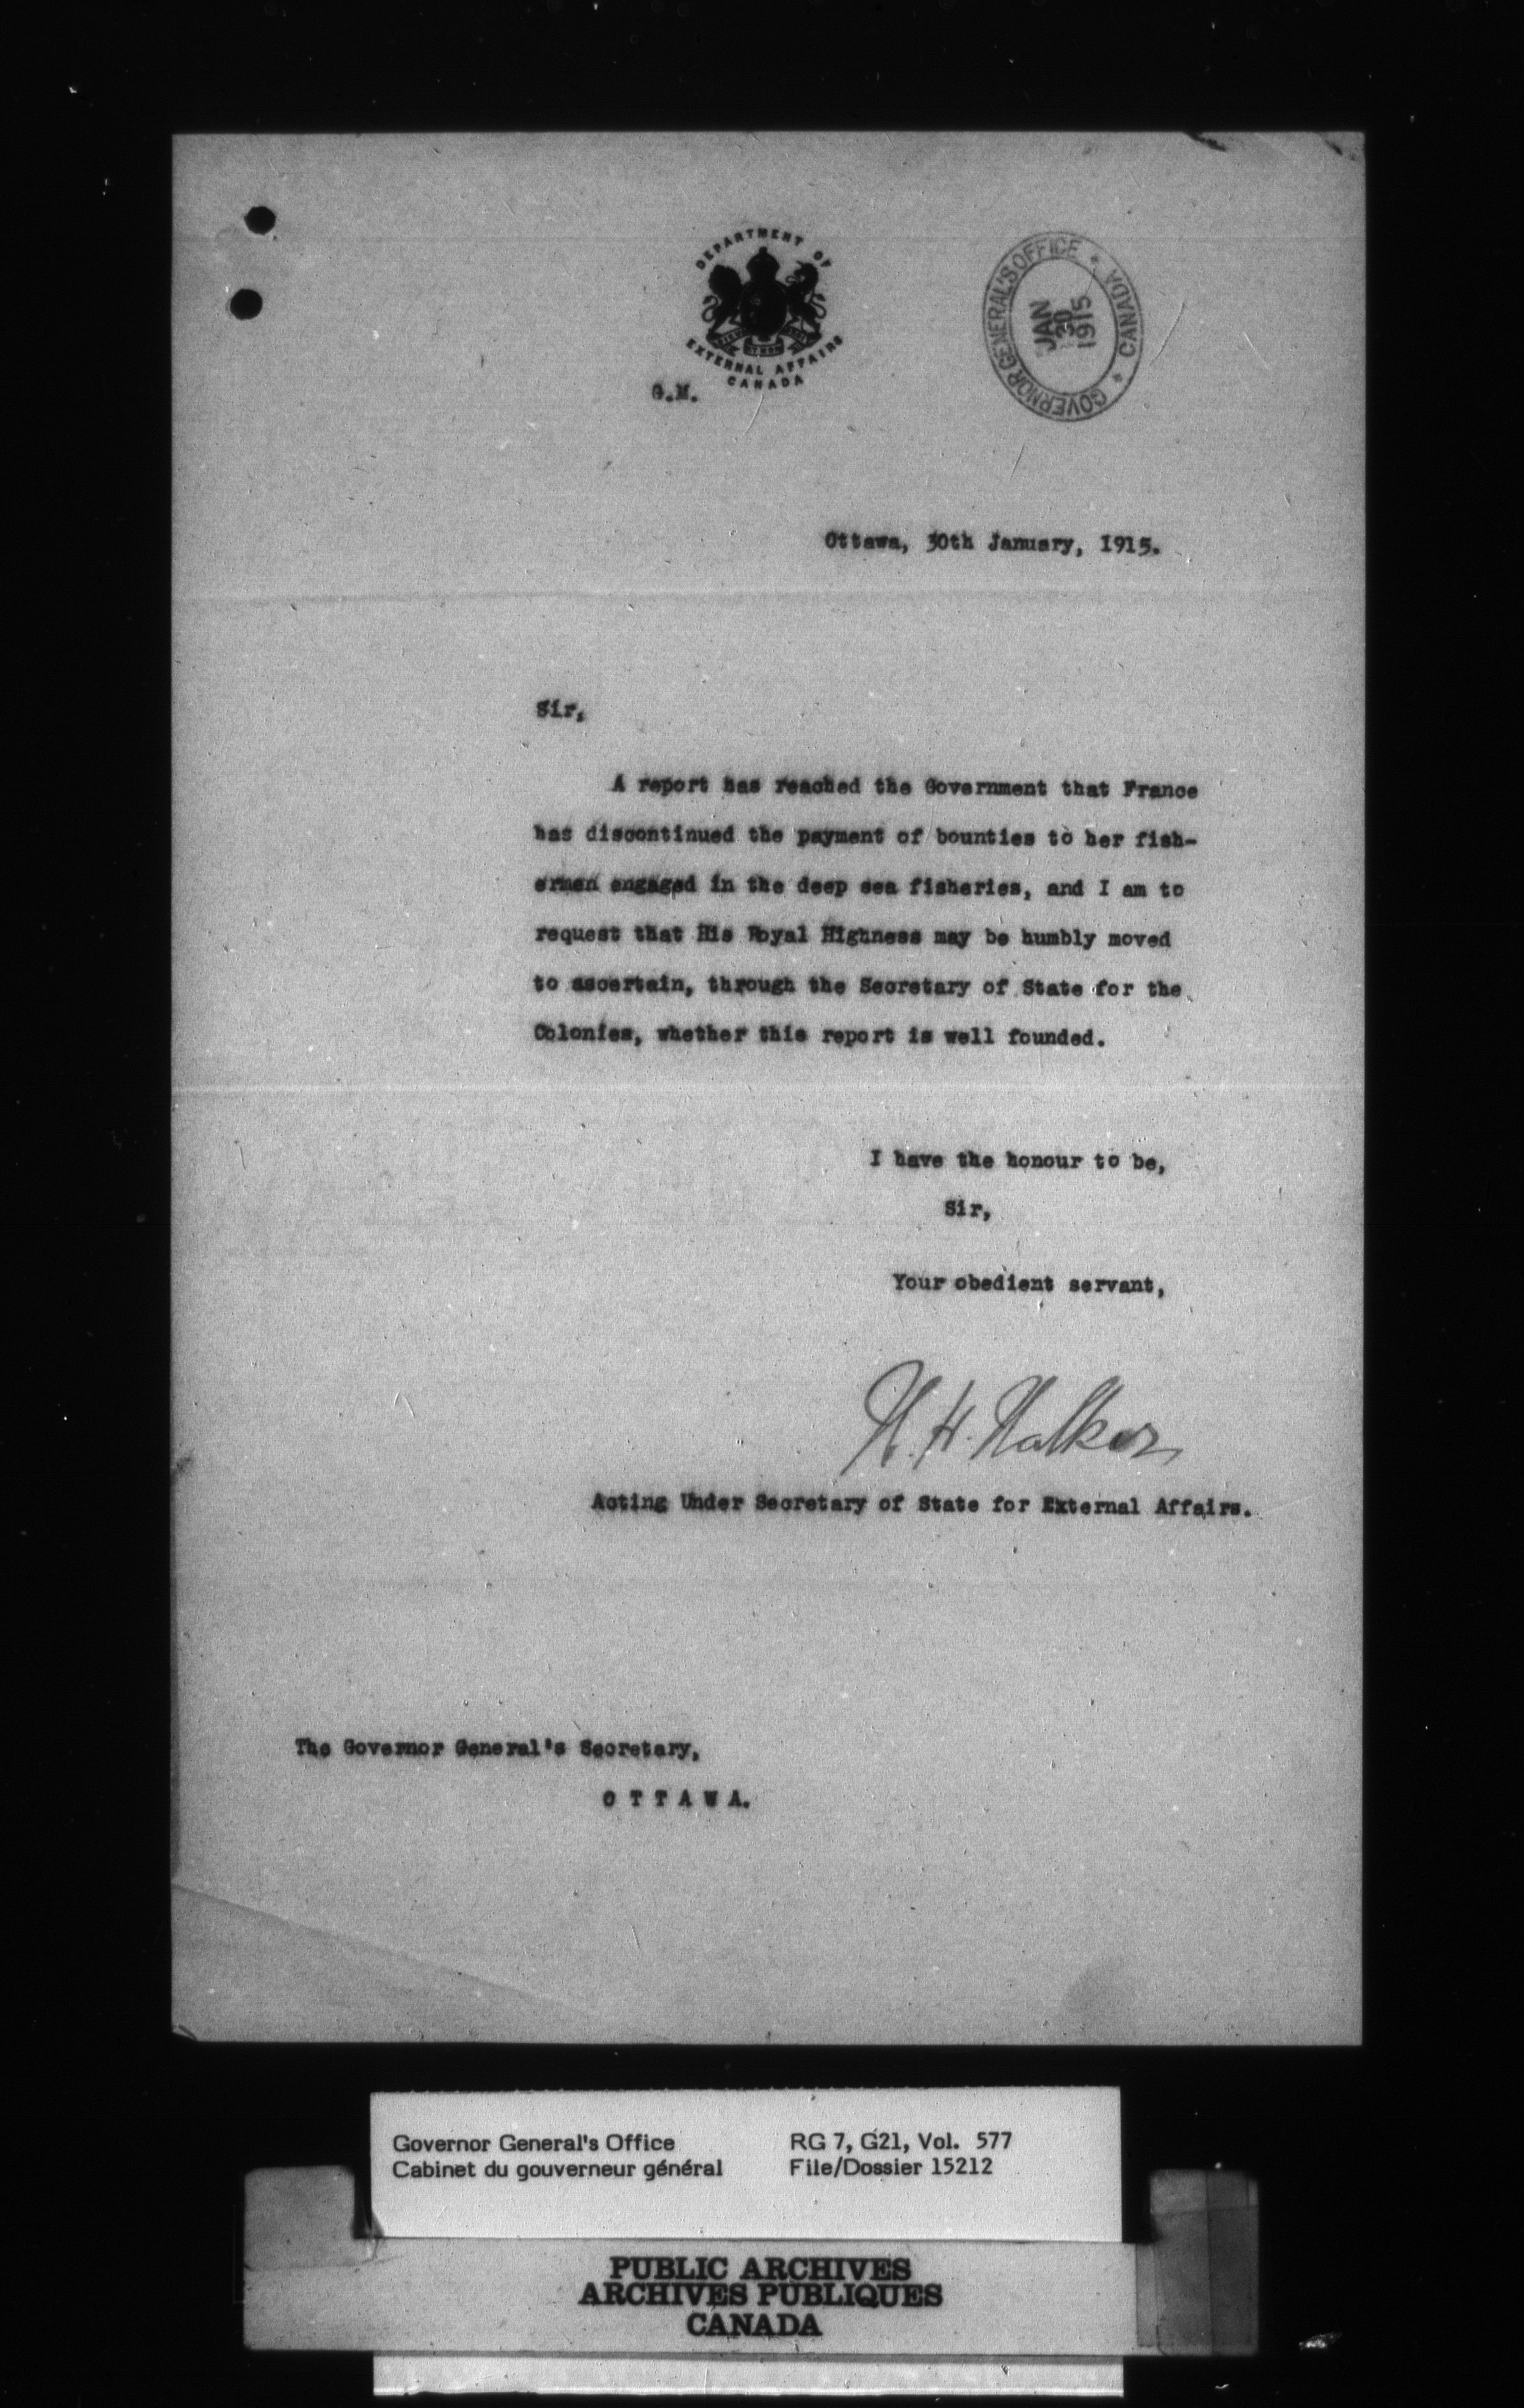 DEPARTMENT OF
EXTERNAL AFFAIRS
CANADA
GOVERNOR GENERAL'S OFFICE * CANADA *
JAN
30
1915
G.M.
Ottawa, 30th January, 1915.
Sir,
A report has reached the Government that France
has discontinued the payment of bounties to her fish-
ermen engaged in the deep sea fisheries, and I am to
request that His Royal Highness may be humbly moved
to ascertain, through the Secretary of State for the
Colonies, whether this report is well founded.
I have the honour to be,
Sir,
Your obedient servant,
W. H. Walker
Acting Under Secretary of State for External Affairs.
The Governor General's Secretary,
O T T A W A.
Governor General's Office
Cabinet du gouverneur général
RG 7, G21, Vol. 577
File/Dossier 15212
PUBLIC ARCHIVES
ARCHIVES PUBLIQUES
CANADA